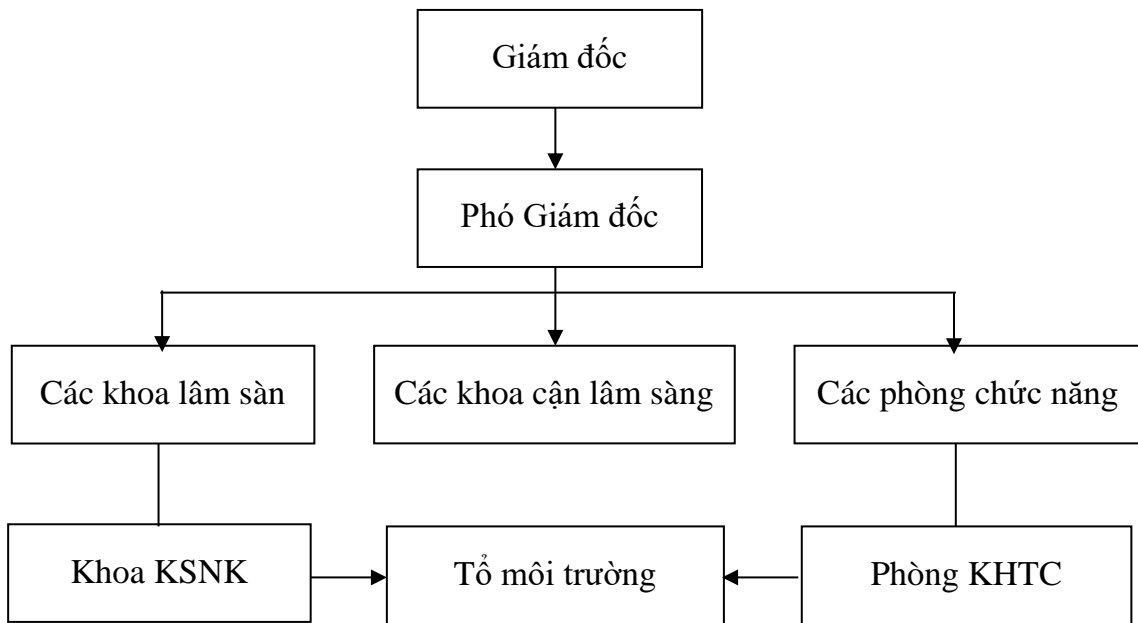 Giám đốc
Phó Giám đốc
Các khoa lâm sàn
Các khoa cận lâm sàng
Các phòng chức năng
Khoa KSNK
Tổ môi trường
Phòng KHTC